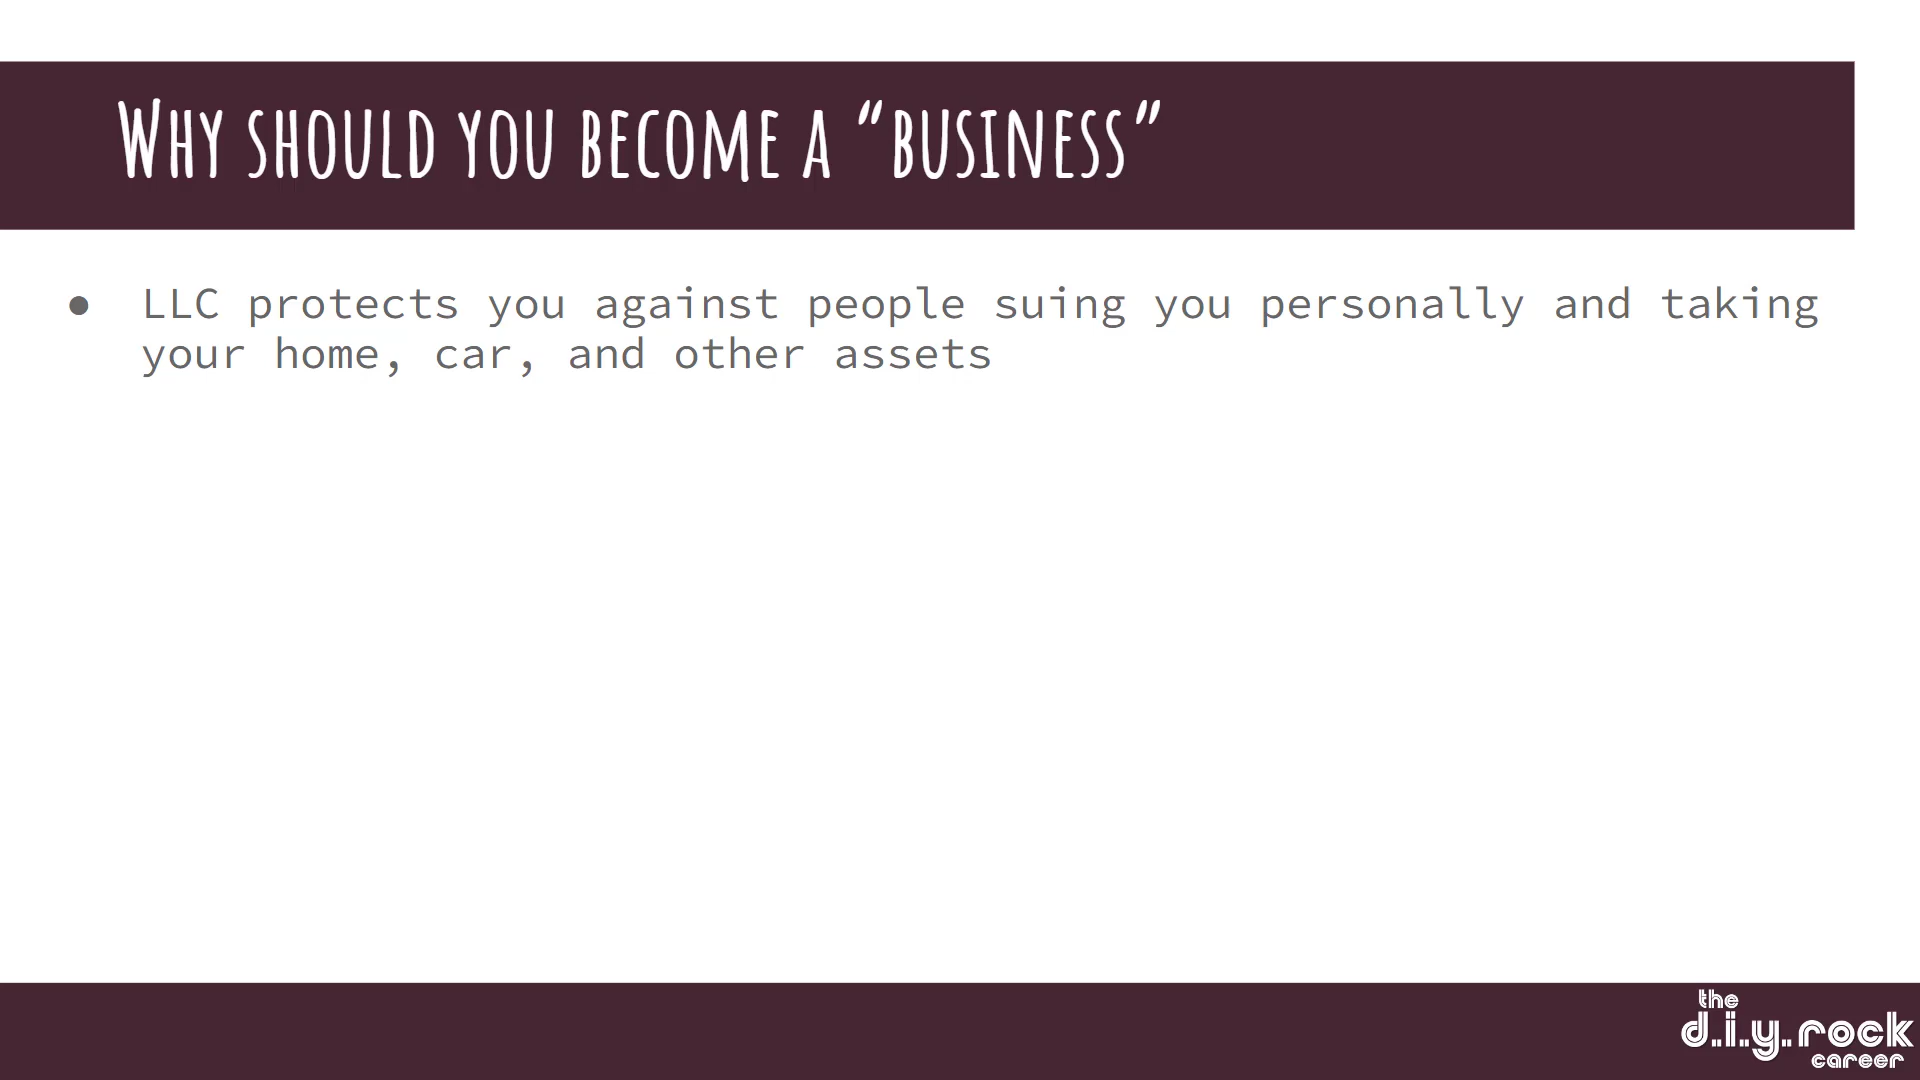 Why should you become a “business”
● LLC protects you against people suing you personally and taking
your home, car, and other assets
the
d.i.y. rock
career